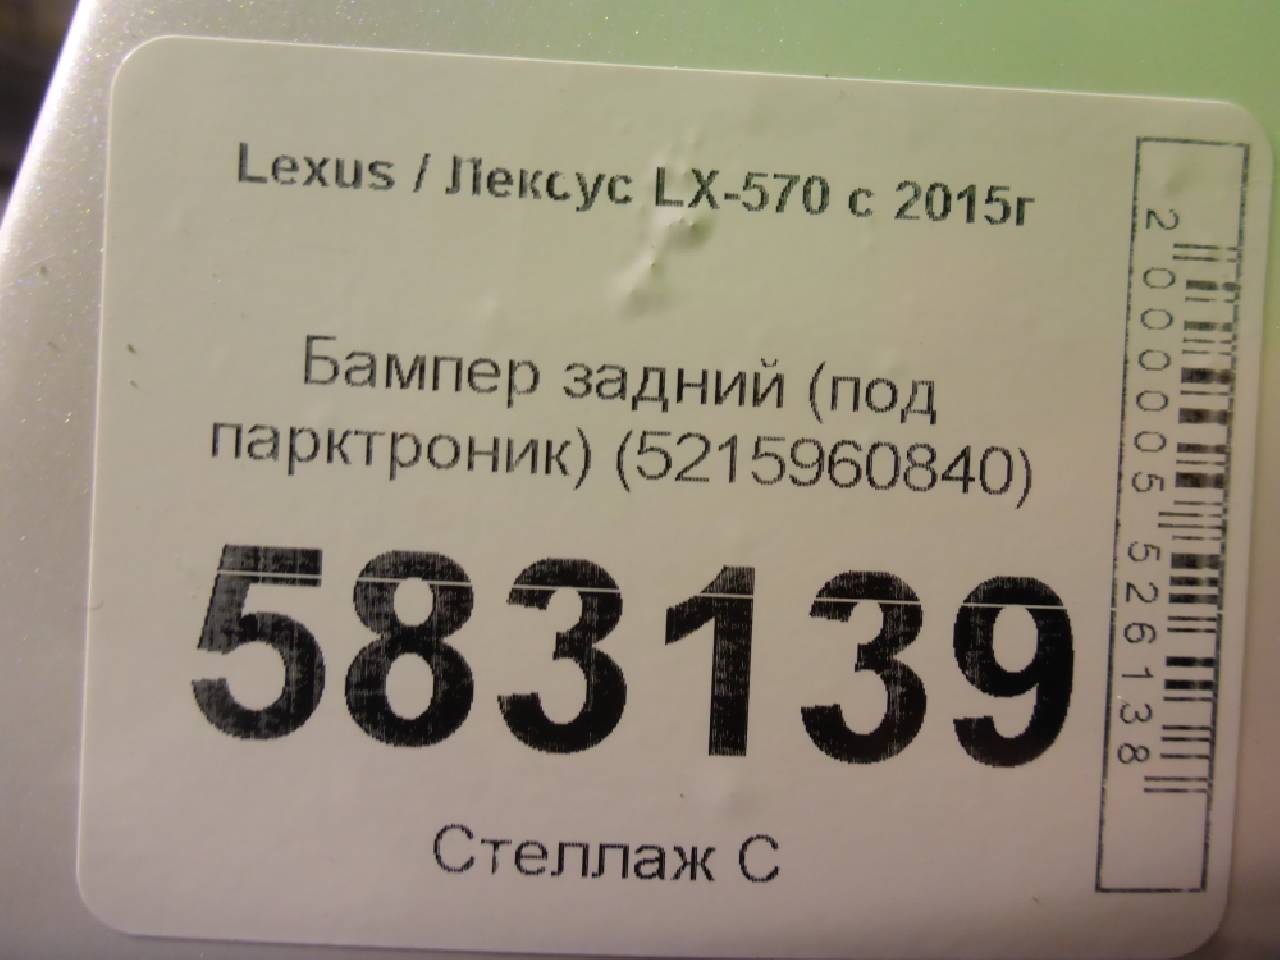 Lexus / Лексус LX-570 с 2015г
Бампер задний (под
парктроник) (5215960840)
583139
Стеллаж С
2000005526138